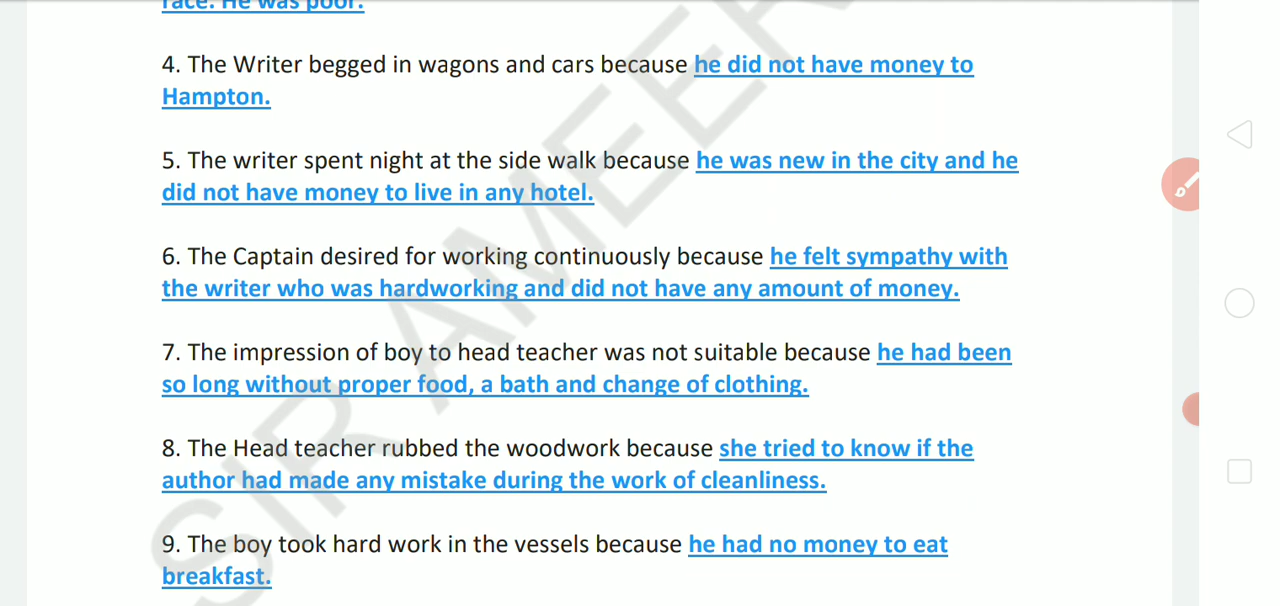 race. He was poor.
4. The Writer begged in wagons and cars because he did not have money to
Hampton.
5. The writer spent night at the side walk because he was new in the city and he
did not have money to live in any hotel.
6. The Captain desired for working continuously because he felt sympathy with
the writer who was hardworking and did not have any amount of money.
7. The impression of boy to head teacher was not suitable because he had been
so long without proper food, a bath and change of clothing.
8. The Head teacher rubbed the woodwork because she tried to know if the
author had made any mistake during the work of cleanliness.
9. The boy took hard work in the vessels because he had no money to eat
breakfast.
SIR AMEER